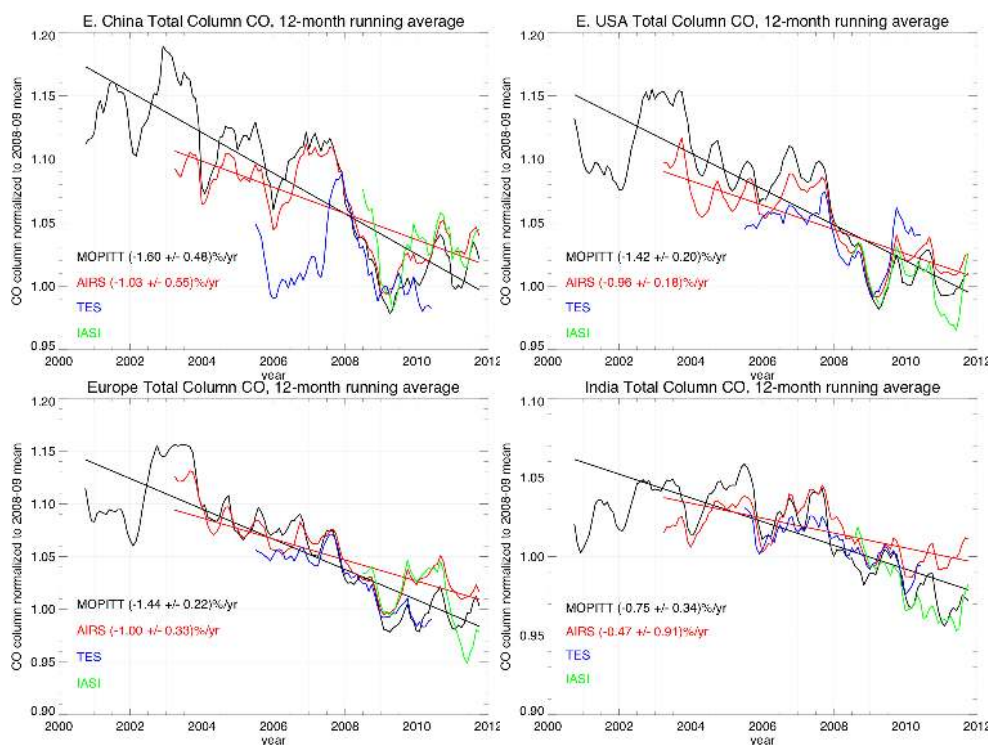 E. China Total Column CO, 12-month running average
CO column normalized to 2008-09 mean
1.20
1.15
1.10
1.05
1.00
0.95
MOPITT (-1.60 +/- 0.48)%/yr
AIRS (-1.03 +/- 0.55)%/yr
TES
IASI
2000 2002 2004 2006 2008 2010 2012
year
E. USA Total Column CO, 12-month running average
CO column normalized to 2008-09 mean
1.20
1.15
1.10
1.05
1.00
0.95
MOPITT (-1.42 +/- 0.20)%/yr
AIRS (-0.96 +/- 0.18)%/yr
TES
IASI
2000 2002 2004 2006 2008 2010 2012
year
Europe Total Column CO, 12-month running average
CO column normalized to 2008-09 mean
1.20
1.15
1.10
1.05
1.00
0.95
0.90
MOPITT (-1.44 +/- 0.22)%/yr
AIRS (-1.00 +/- 0.33)%/yr
TES
IASI
2000 2002 2004 2006 2008 2010 2012
year
India Total Column CO, 12-month running average
CO column normalized to 2008-09 mean
1.10
1.05
1.00
0.95
0.90
MOPITT (-0.75 +/- 0.34)%/yr
AIRS (-0.47 +/- 0.91)%/yr
TES
IASI
2000 2002 2004 2006 2008 2010 2012
year